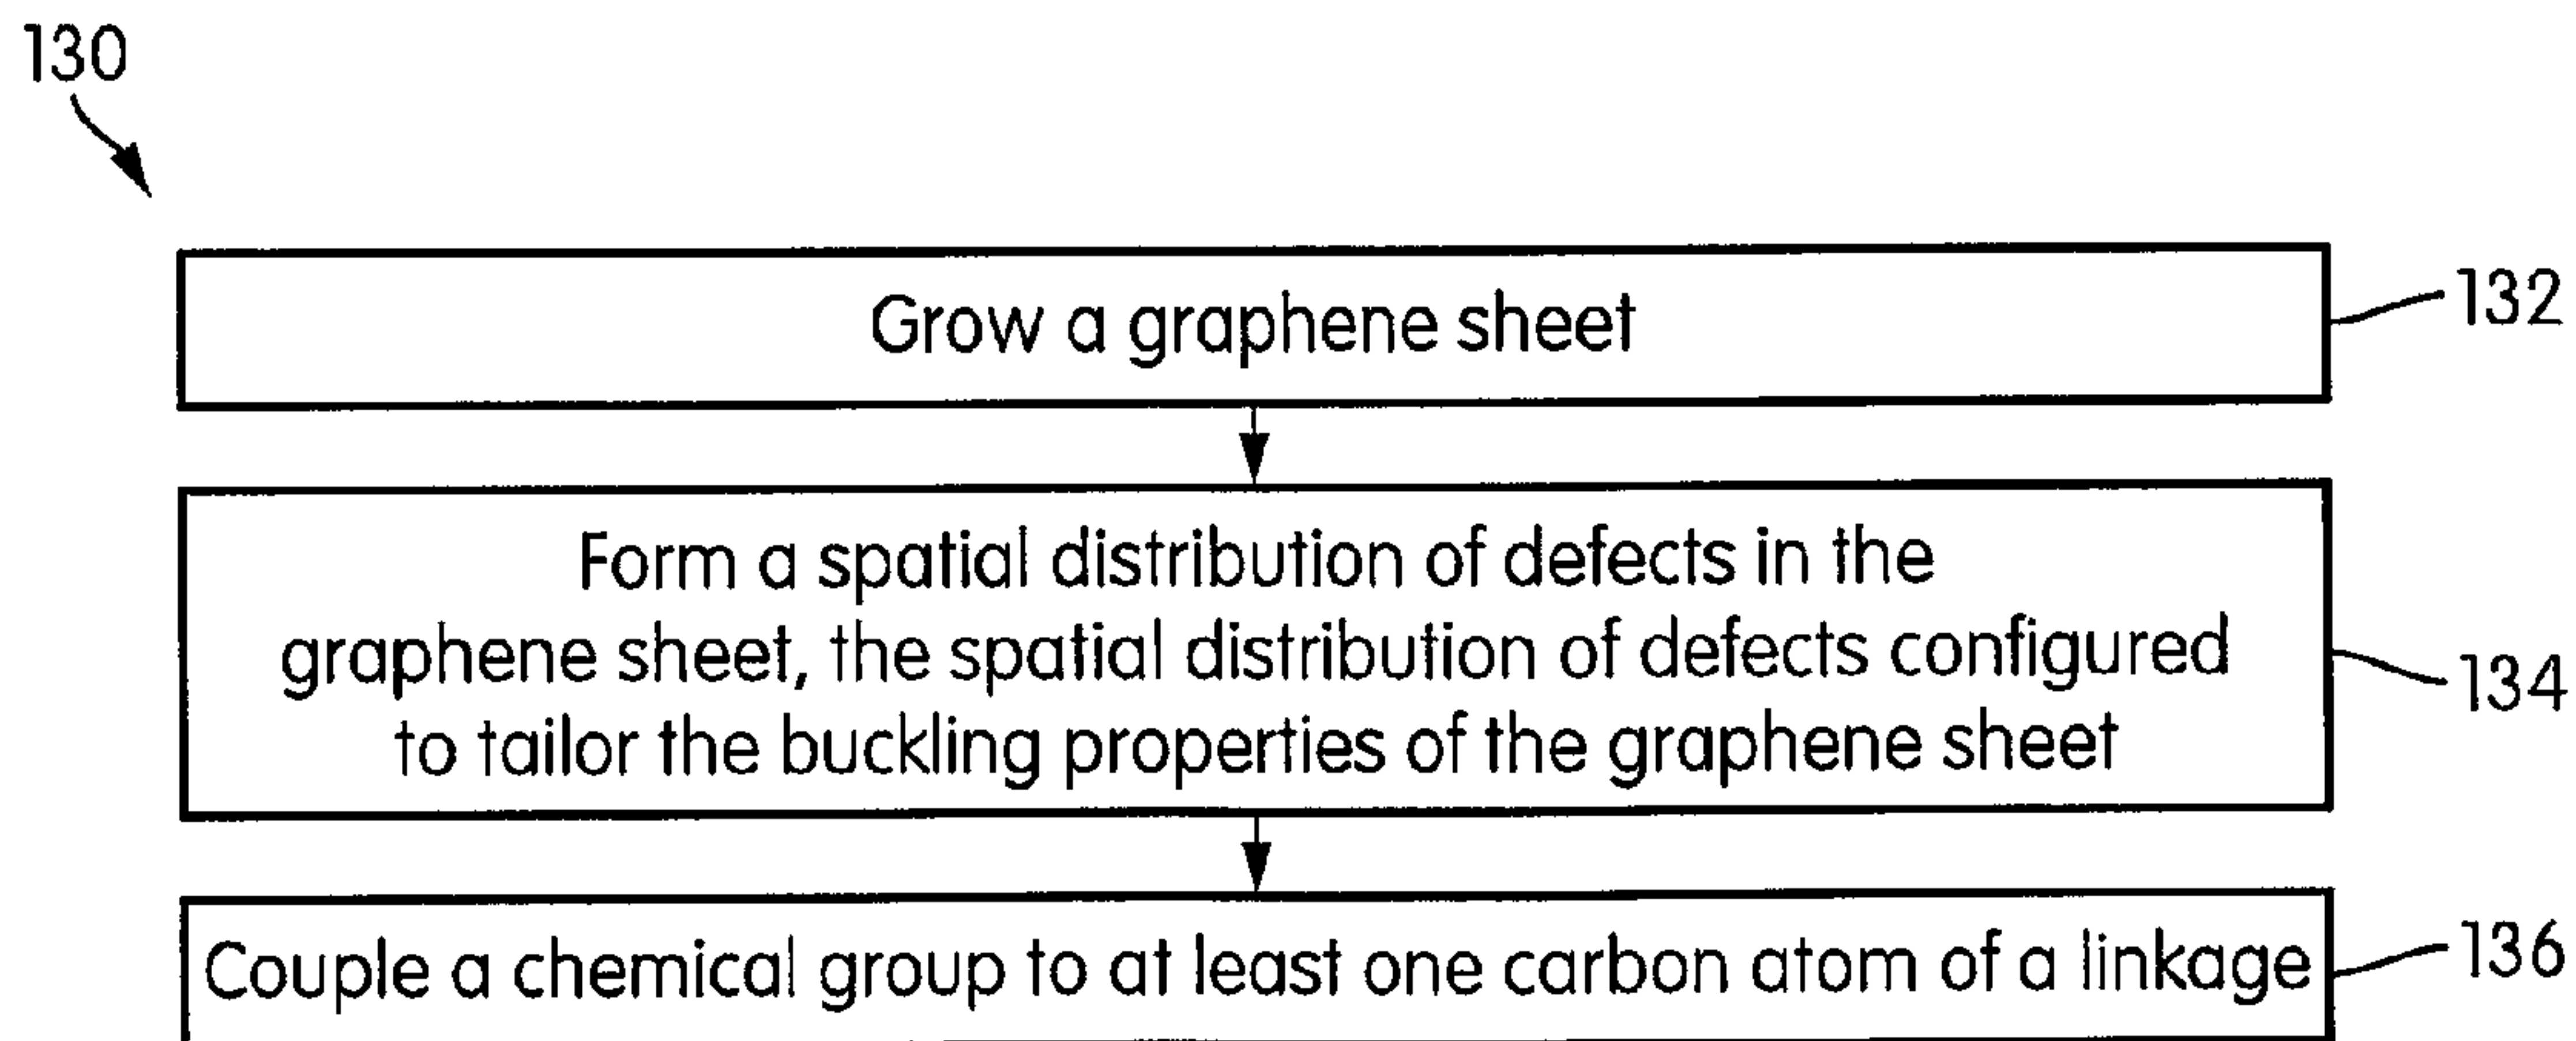 130
Grow a graphene sheet
132
Form a spatial distribution of defects in the
graphene sheet, the spatial distribution of defects configured
134
to tailor the buckling properties of the graphene sheet
Couple a chemical group to at least one carbon atom of a linkage
136